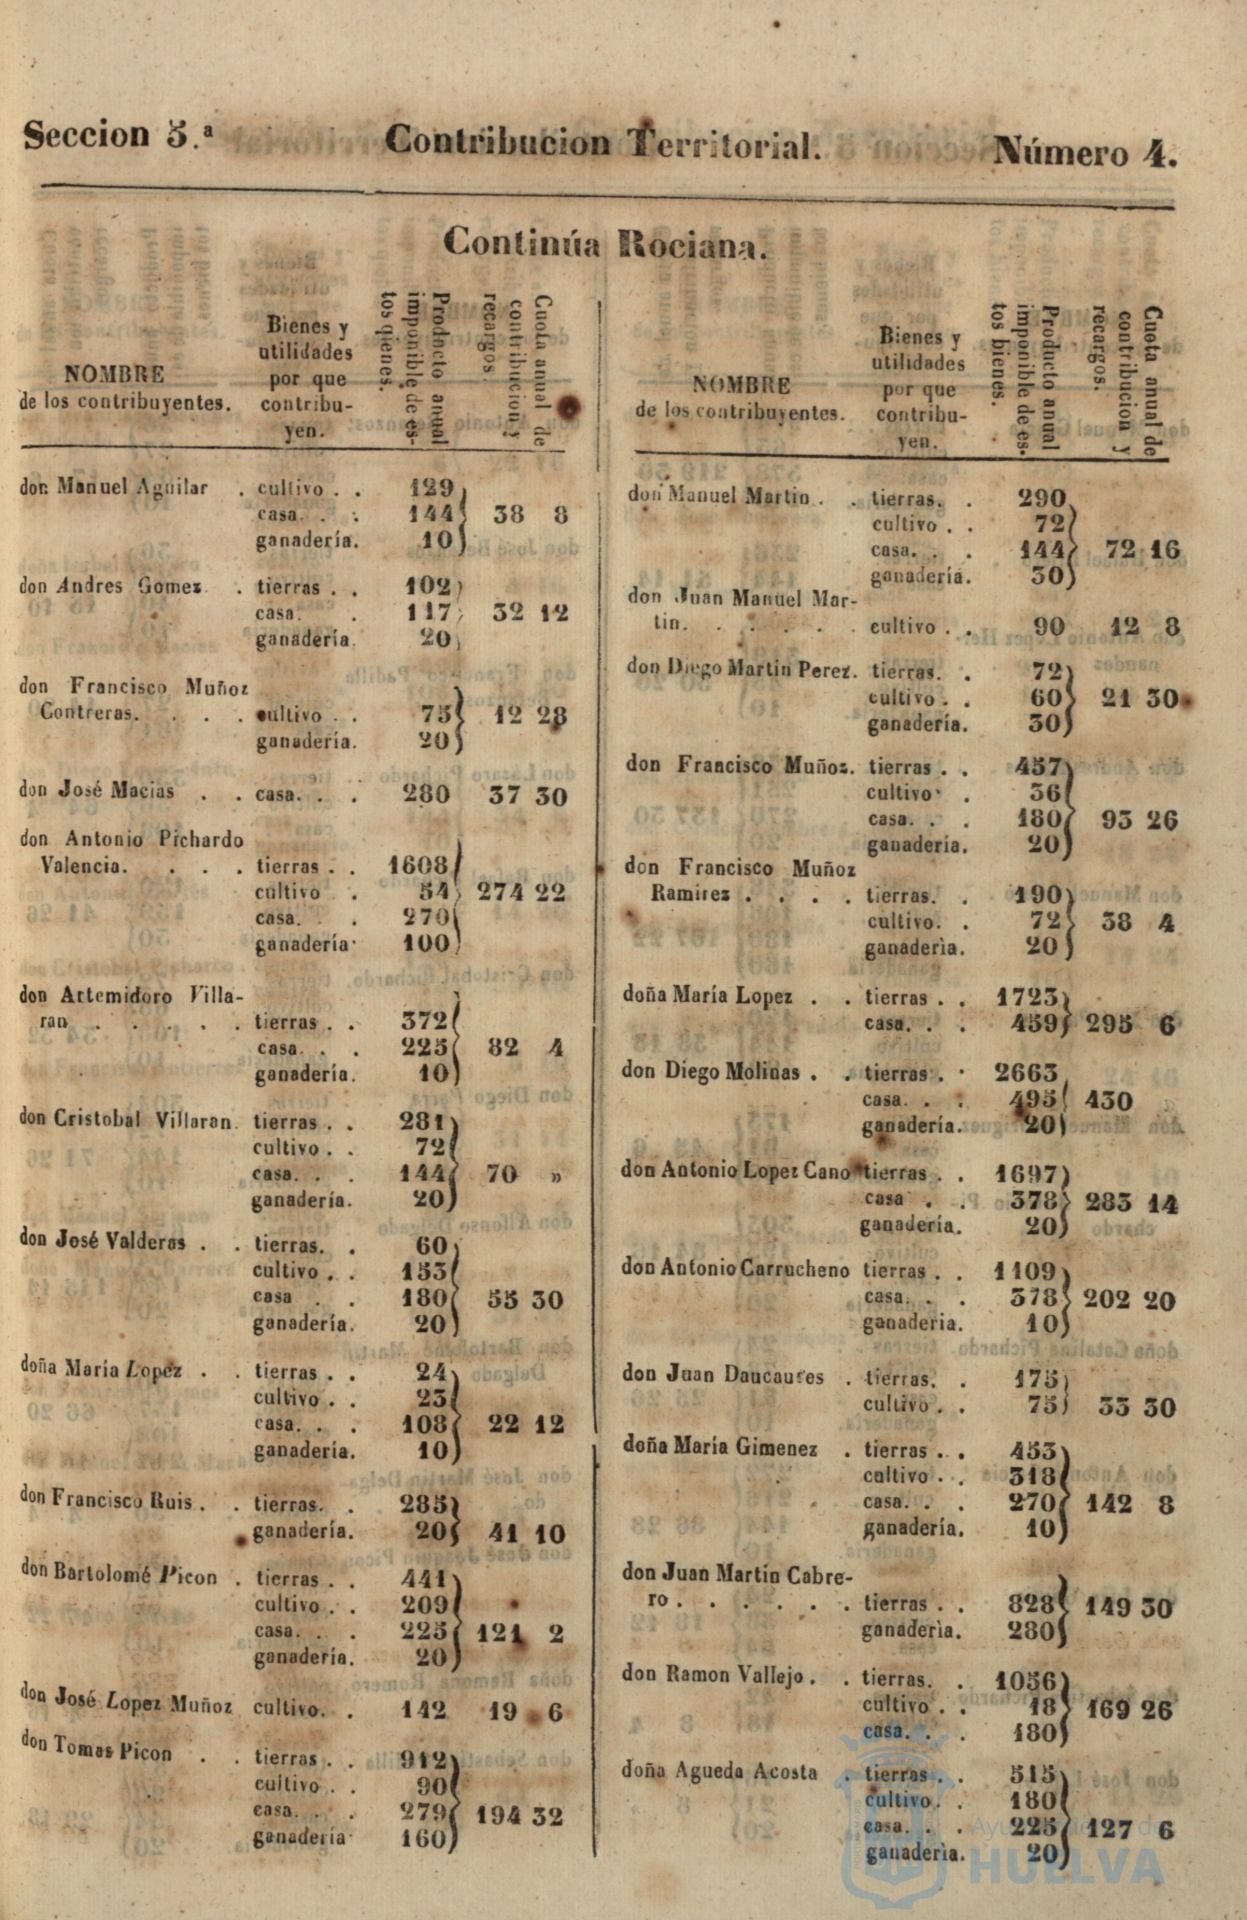 Seccion 5.ª Contribucion Territorial. Número 4.
Continúa Rociana.
NOMBRE
de los contribuyentes.
Bienes y
utilidades
por que
contribu-
yen.
Producto anual
imponible de es-
tos bienes.
Cuota anual de
contribucion y
recargos.
don Manuel Aguilar . cultivo . . 129
casa. . . 144 38 8
ganadería. 10
don Andres Gomez . tierras . . 102
casa. . 117 32 12
ganadería. 20
don Francisco Muñoz
Contreras. . . . cultivo . . 75 12 28
ganadería. 20
don José Macias . . casa. . . 280 37 30
don Antonio Pichardo
Valencia. . . . tierras . . 1608
cultivo . 54 274 22
casa. . 270
ganadería 100
don Artemidoro Villa-
ran . . . . . tierras . . 372
casa. . . 225 82 4
ganadería. 10
don Cristobal Villaran. tierras . . 281
cultivo . . 72
casa. . . 144 70 »
ganadería. 20
don José Valderas . . tierras. . 60
cultivo . . 153
casa . . 180 55 30
ganadería. 20
doña María Lopez . . tierras . . 24
cultivo . . 23
casa. . . 108 22 12
ganadería. 10
don Francisco Ruis . . tierras. . 285
ganadería. 20 41 10
don Bartolomé Picon . tierras . . 441
cultivo . . 209
casa. . . 225 121 2
ganadería. 20
don José Lopez Muñoz cultivo. . 142 19 6
don Tomas Picon . . tierras . . 912
cultivo . . 90
casa. . . 279 194 32
ganadería 160
NOMBRE
de los contribuyentes.
Bienes y
utilidades
por que
contribu-
yen.
Producto anual
imponible de es-
tos bienes.
Cuota anual de
contribucion y
recargos.
don Manuel Martin . . tierras. . 290
cultivo . . 72
casa. . . 144 72 16
ganadería. 30
don Juan Manuel Mar-
tin. . . . . . cultivo . . 90 12 8
don Diego Martin Perez. tierras. . 72
cultivo . . 60 21 30
ganadería. 30
don Francisco Muñoz. tierras . . 457
cultivo . 36
casa. . . 180 93 26
ganadería. 20
don Francisco Muñoz
Ramirez . . . . tierras. . 190
cultivo. . 72 38 4
ganadería. 20
doña María Lopez . . tierras . . 1723
casa. . . 459 295 6
don Diego Molinas . . tierras . . 2663
casa. . . 495 430
ganadería. 20
don Antonio Lopez Cano tierras . . 1697
casa . . 378 283 14
ganadería. 20
don Antonio Carrucheno tierras . . 1109
casa. . . 378 202 20
ganaderia. 10
don Juan Daucautes . tierras. . 175
cultivo . . 75 33 30
doña María Gimenez . tierras . . 453
cultivo . . 318
casa. . . 270 142 8
ganadería. 10
don Juan Martin Cabre-
ro . . . . . . tierras . . 828 149 30
ganaderìa. 280
don Ramon Vallejo . . tierras. . 1056
cultivo . . 18 169 26
casa. . . 180
doña Agueda Acosta . tierras . . 515
cultivo. . 180
casa. . . 225 127 6
ganaderìa. 20
HUELVA